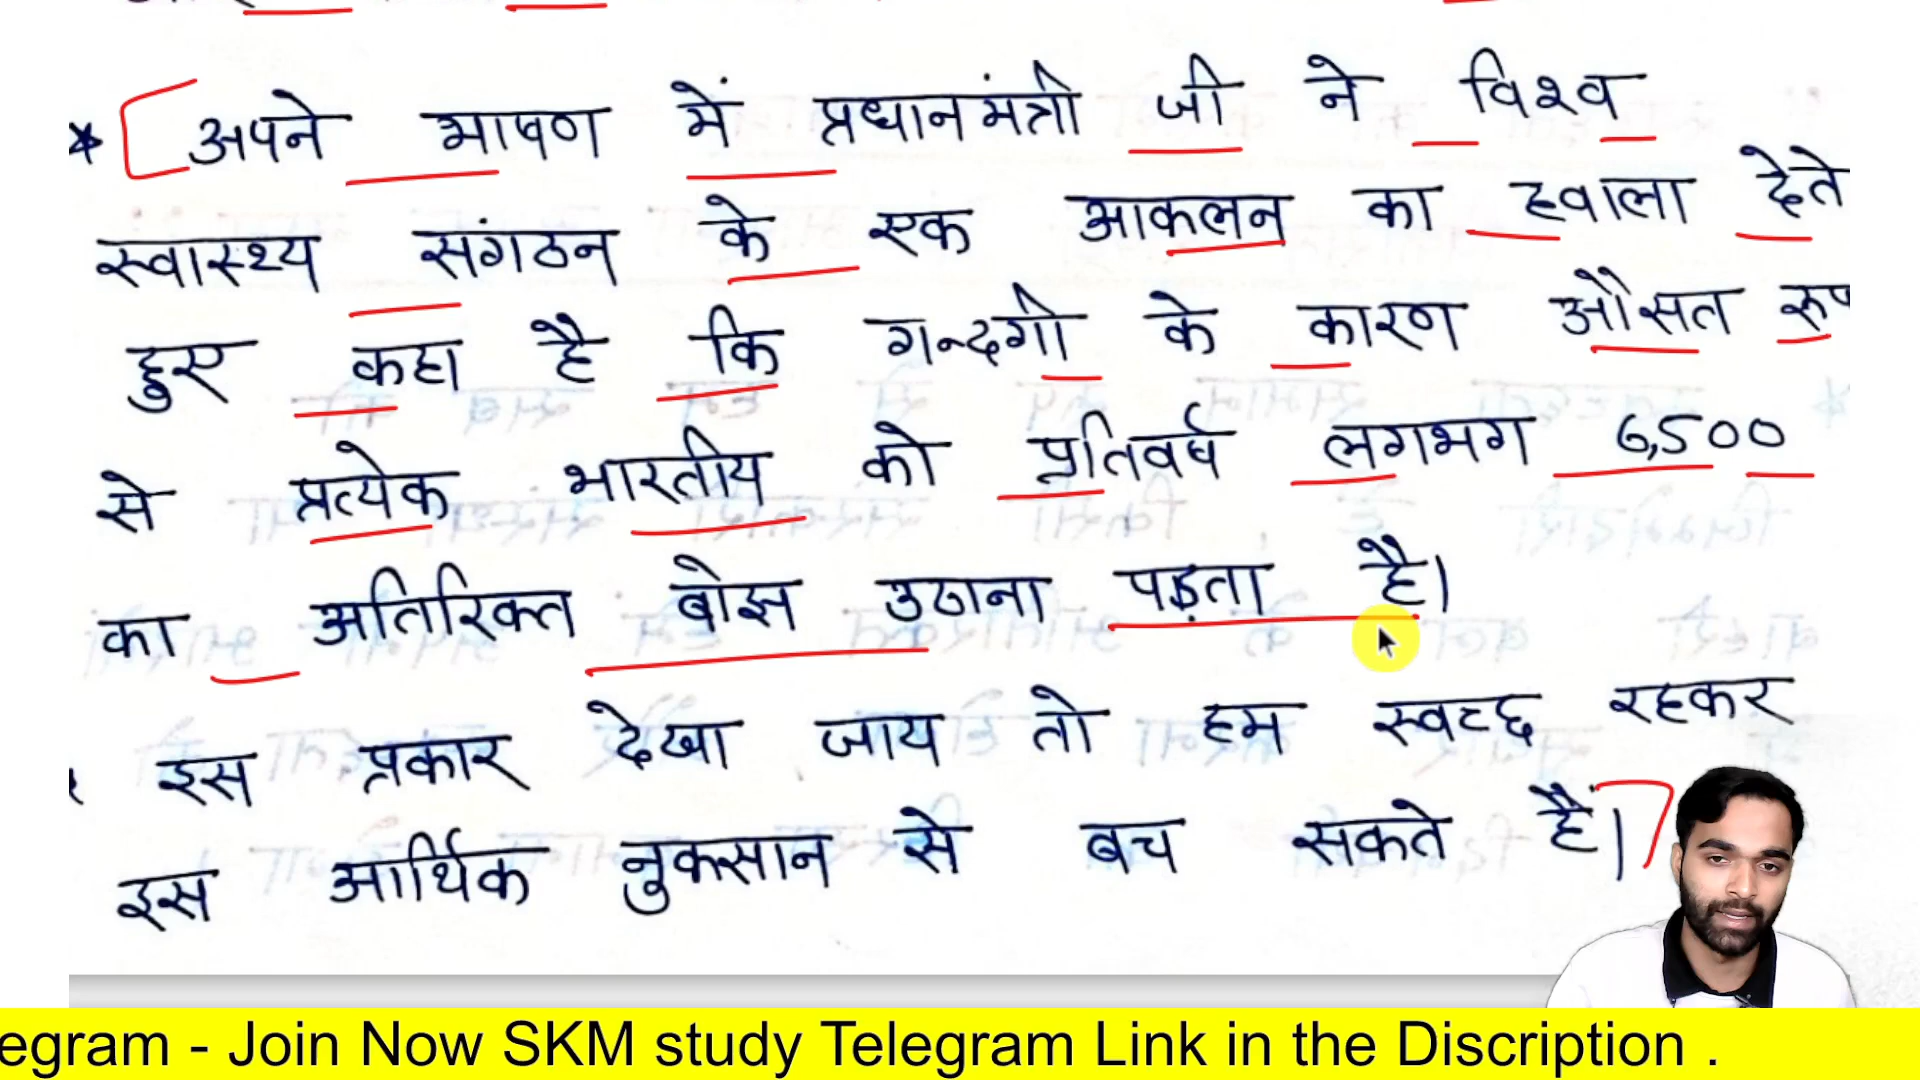 * [अपने भाषण में प्रधानमंत्री जी ने विश्व
स्वास्थ्य संगठन के एक आकलन का हवाला देते
हुए कहा है कि गन्दगी के कारण औसत रूप
से प्रत्येक भारतीय को प्रतिवर्ष लगभग 6,500
का अतिरिक्त बोझ उठाना पड़ता है।
इस प्रकार देखा जाय तो हम स्वच्छ रहकर
इस आर्थिक नुकसान से बच सकते हैं।]
egram - Join Now SKM study Telegram Link in the Discription .